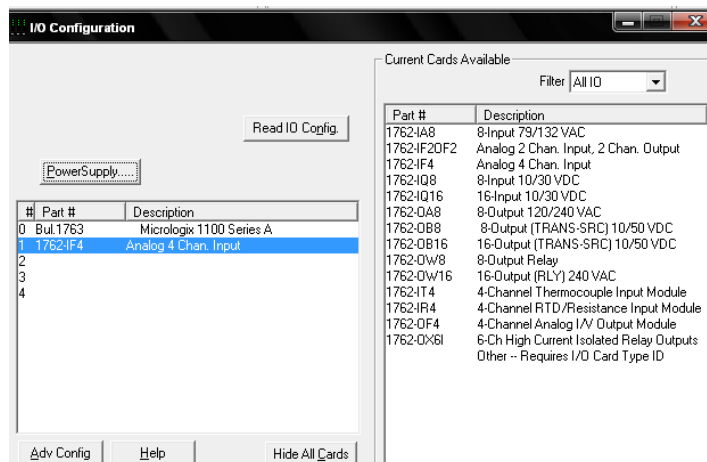 I/O Configuration
Current Cards Available
Filter All IO
Read IO Config.
PowerSupply.....
# Part # Description
0 Bul.1763 Micrologix 1100 Series A
1 1762-IF4 Analog 4 Chan. Input
2
3
4
Part # Description
1762-IA8 8-Input 79/132 VAC
1762-IF2OF2 Analog 2 Chan. Input, 2 Chan. Output
1762-IF4 Analog 4 Chan. Input
1762-IQ8 8-Input 10/30 VDC
1762-IQ16 16-Input 10/30 VDC
1762-OA8 8-Output 120/240 VAC
1762-OB8 8-Output (TRANS-SRC) 10/50 VDC
1762-OB16 16-Output (TRANS-SRC) 10/50 VDC
1762-OW8 8-Output Relay
1762-OW16 16-Output (RLY) 240 VAC
1762-IT4 4-Channel Thermocouple Input Module
1762-IR4 4-Channel RTD/Resistance Input Module
1762-OF4 4-Channel Analog I/V Output Module
1762-OX6I 6-Ch High Current Isolated Relay Outputs
Other -- Requires I/O Card Type ID
Adv Config Help Hide All Cards